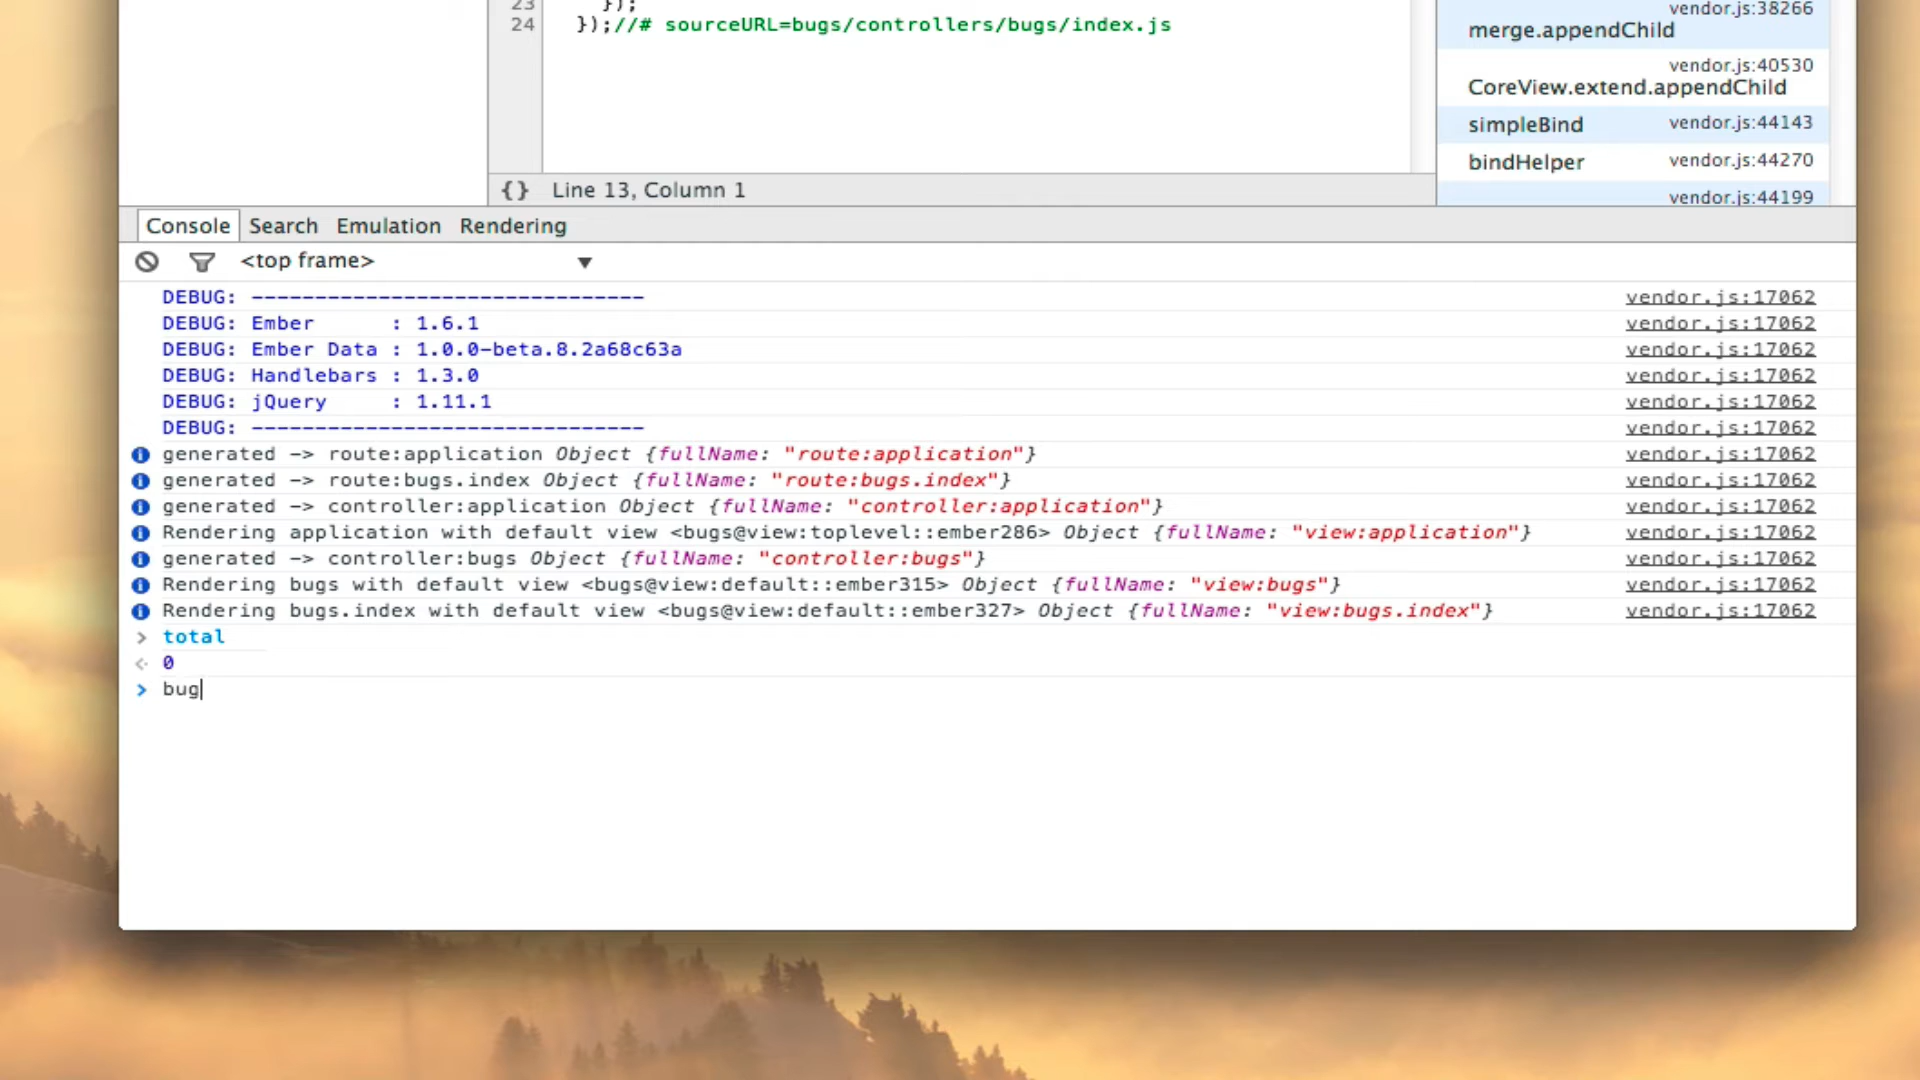 23 });
24 });//# sourceURL=bugs/controllers/bugs/index.js
{} Line 13, Column 1
vendor.js:38266
merge.appendChild
vendor.js:40530
CoreView.extend.appendChild
simpleBind vendor.js:44143
bindHelper vendor.js:44270
vendor.js:44199
Console Search Emulation Rendering
<top frame> ▼
DEBUG: ------------------------------- vendor.js:17062
DEBUG: Ember : 1.6.1 vendor.js:17062
DEBUG: Ember Data : 1.0.0-beta.8.2a68c63a vendor.js:17062
DEBUG: Handlebars : 1.3.0 vendor.js:17062
DEBUG: jQuery : 1.11.1 vendor.js:17062
DEBUG: ------------------------------- vendor.js:17062
generated -> route:application Object {fullName: "route:application"} vendor.js:17062
generated -> route:bugs.index Object {fullName: "route:bugs.index"} vendor.js:17062
generated -> controller:application Object {fullName: "controller:application"} vendor.js:17062
Rendering application with default view <bugs@view:toplevel::ember286> Object {fullName: "view:application"} vendor.js:17062
generated -> controller:bugs Object {fullName: "controller:bugs"} vendor.js:17062
Rendering bugs with default view <bugs@view:default::ember315> Object {fullName: "view:bugs"} vendor.js:17062
Rendering bugs.index with default view <bugs@view:default::ember327> Object {fullName: "view:bugs.index"} vendor.js:17062
> total
0
> bug